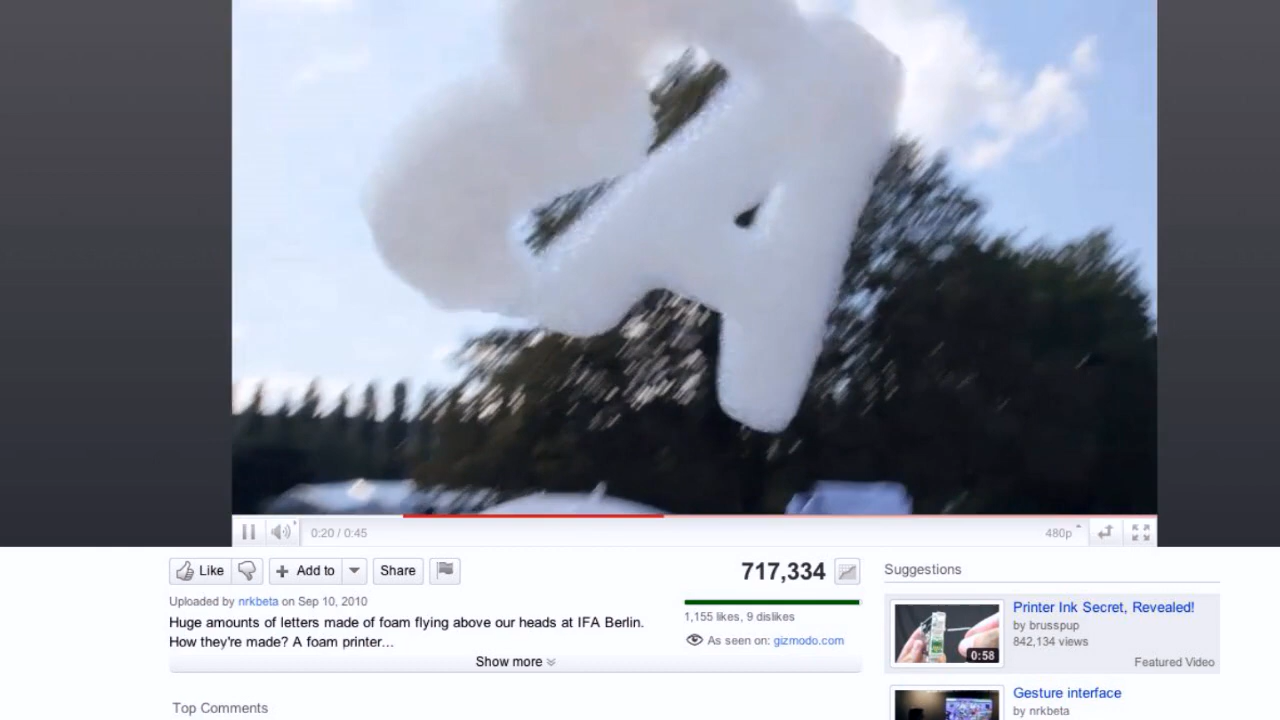 A
0:20 / 0:45
480p
Like
Add to
Share
717,334
Uploaded by nrkbeta on Sep 10, 2010
Huge amounts of letters made of foam flying above our heads at IFA Berlin.
How they're made? A foam printer...
1,155 likes, 9 dislikes
As seen on: gizmodo.com
Show more
Top Comments
Suggestions
Printer Ink Secret, Revealed!
by brusspup
842,134 views
0:58
Featured Video
Gesture interface
by nrkbeta